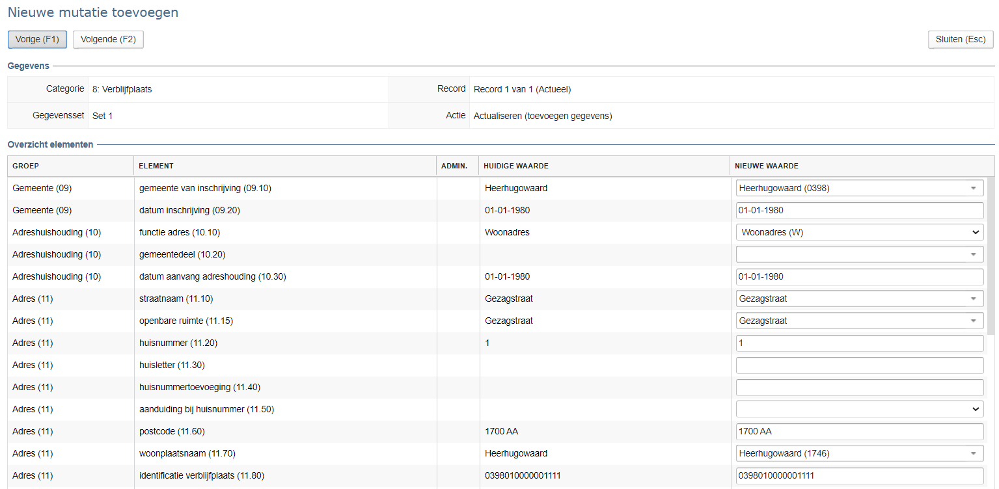 Nieuwe mutatie toevoegen
Vorige (F1) Volgende (F2) Sluiten (Esc)
Gegevens
Categorie 8: Verblijfplaats Record Record 1 van 1 (Actueel)
Gegevensset Set 1 Actie Actualiseren (toevoegen gegevens)
Overzicht elementen
GROEP ELEMENT ADMIN. HUIDIGE WAARDE NIEUWE WAARDE
Gemeente (09) gemeente van inschrijving (09.10) Heerhugowaard Heerhugowaard (0398)
Gemeente (09) datum inschrijving (09.20) 01-01-1980 01-01-1980
Adreshuishouding (10) functie adres (10.10) Woonadres Woonadres (W)
Adreshuishouding (10) gemeentedeel (10.20)
Adreshuishouding (10) datum aanvang adreshouding (10.30) 01-01-1980 01-01-1980
Adres (11) straatnaam (11.10) Gezagstraat Gezagstraat
Adres (11) openbare ruimte (11.15) Gezagstraat Gezagstraat
Adres (11) huisnummer (11.20) 1 1
Adres (11) huisletter (11.30)
Adres (11) huisnummertoevoeging (11.40)
Adres (11) aanduiding bij huisnummer (11.50)
Adres (11) postcode (11.60) 1700 AA 1700 AA
Adres (11) woonplaatsnaam (11.70) Heerhugowaard Heerhugowaard (1746)
Adres (11) identificatie verblijfplaats (11.80) 0398010000001111 0398010000001111